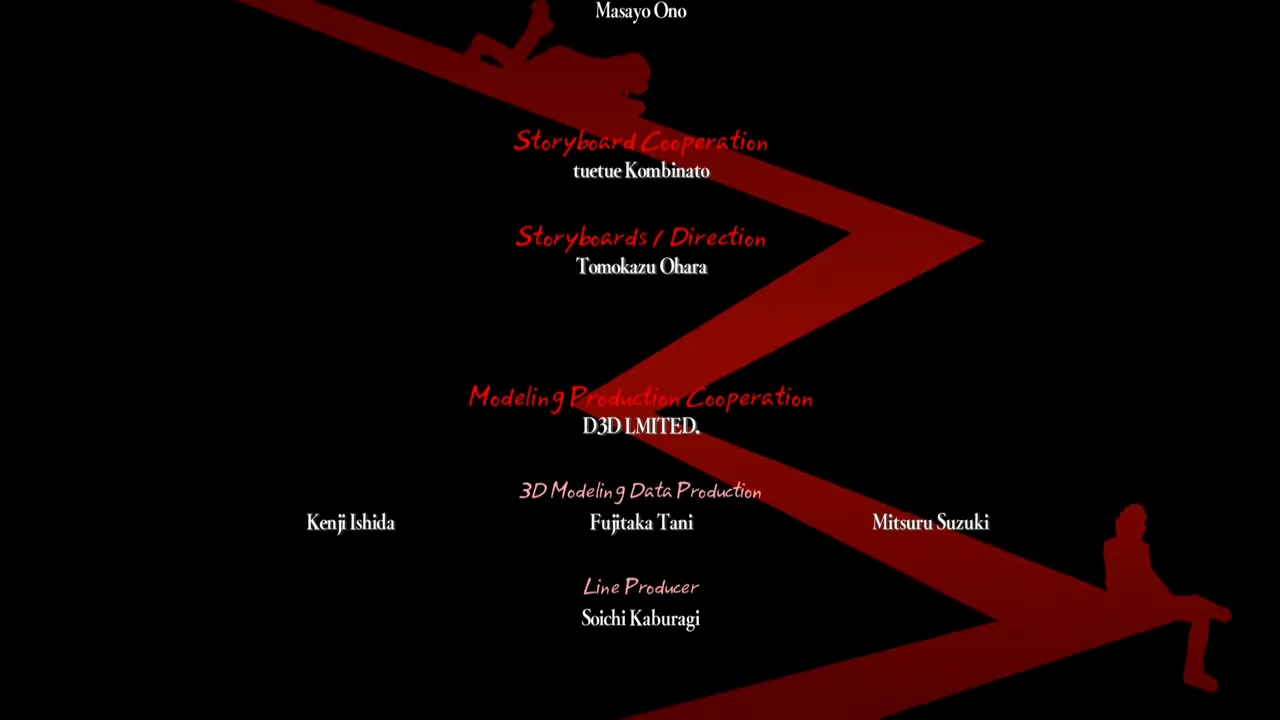 Masayo Ono
Storyboard Cooperation
tuetue Kombinato
Storyboards / Direction
Tomokazu Ohara
Modeling Production Cooperation
D3D LMITED.
3D Modeling Data Production
Kenji Ishida Fujitaka Tani Mitsuru Suzuki
Line Producer
Soichi Kaburagi